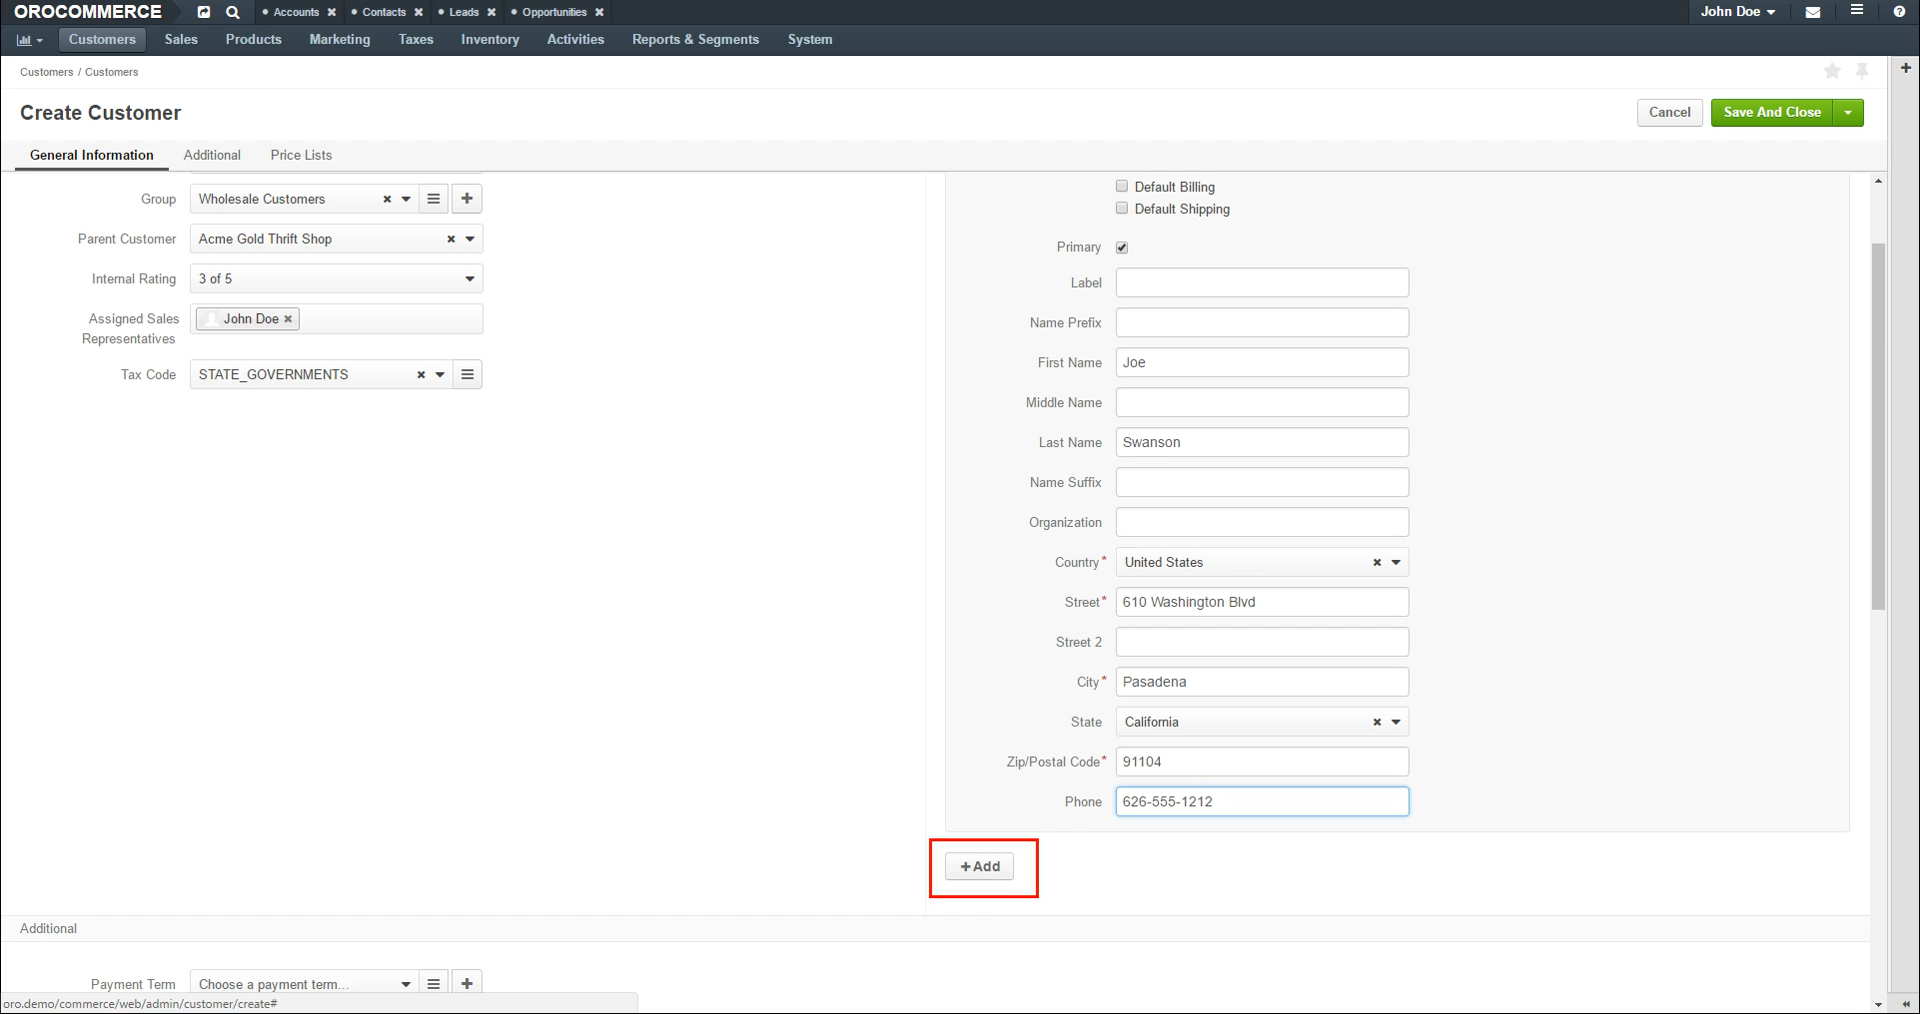 OROCOMMERCE
Accounts
Contacts
Leads
Opportunities
John Doe
Customers
Sales
Products
Marketing
Taxes
Inventory
Activities
Reports & Segments
System
Customers / Customers
Create Customer
Cancel
Save And Close
General Information
Additional
Price Lists
Group
Wholesale Customers
Parent Customer
Acme Gold Thrift Shop
Internal Rating
3 of 5
Assigned Sales
Representatives
John Doe
Tax Code
STATE_GOVERNMENTS
Default Billing
Default Shipping
Primary
Label
Name Prefix
First Name
Joe
Middle Name
Last Name
Swanson
Name Suffix
Organization
Country*
United States
Street*
610 Washington Blvd
Street 2
City*
Pasadena
State
California
Zip/Postal Code*
91104
Phone
626-555-1212
+Add
Additional
Payment Term
Choose a payment term...
oro.demo/commerce/web/admin/customer/create#